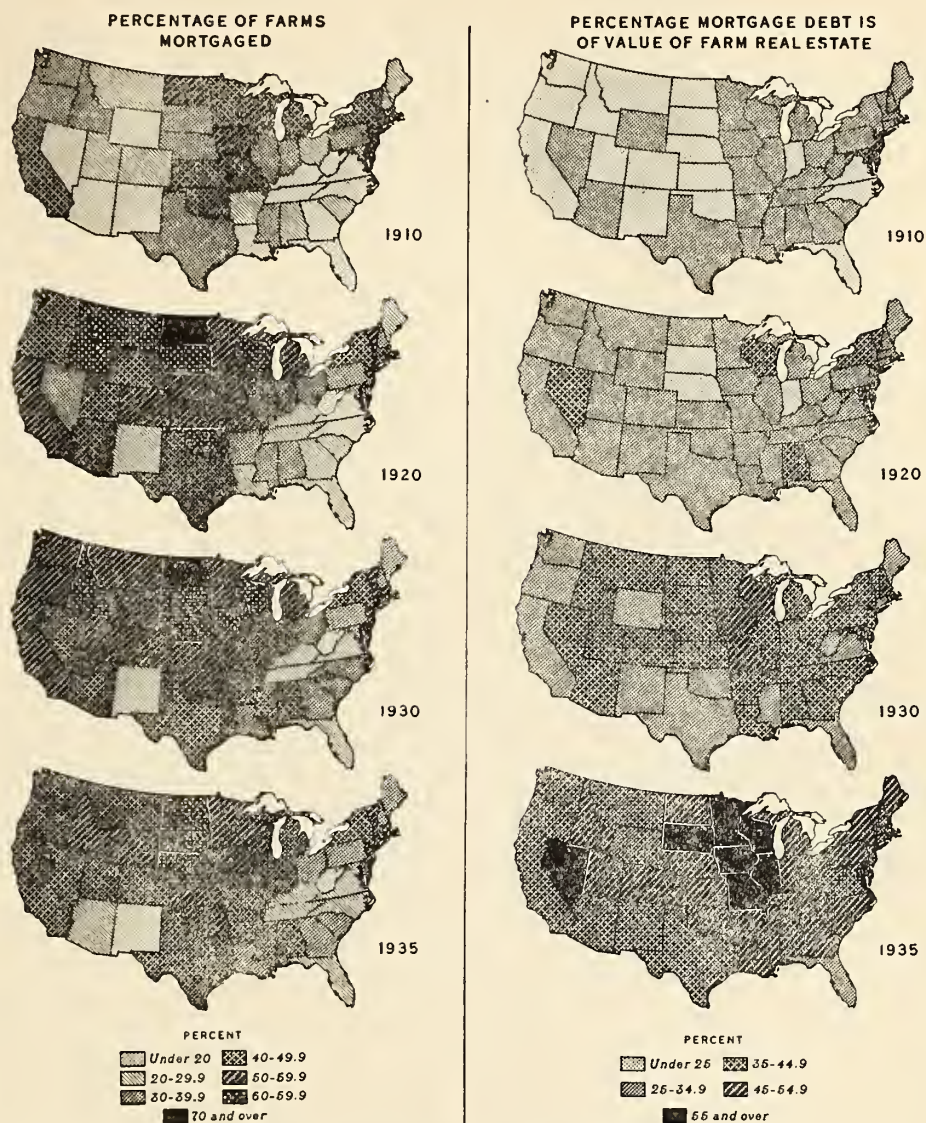 PERCENTAGE OF FARMS
MORTGAGED
1910
1920
1930
1935
PERCENT
Under 20
20-29.9
30-39.9
40-49.9
50-59.9
60-69.9
70 and over
PERCENTAGE MORTGAGE DEBT IS
OF VALUE OF FARM REAL ESTATE
1910
1920
1930
1935
PERCENT
Under 25
25-34.9
35-44.9
45-54.9
55 and over